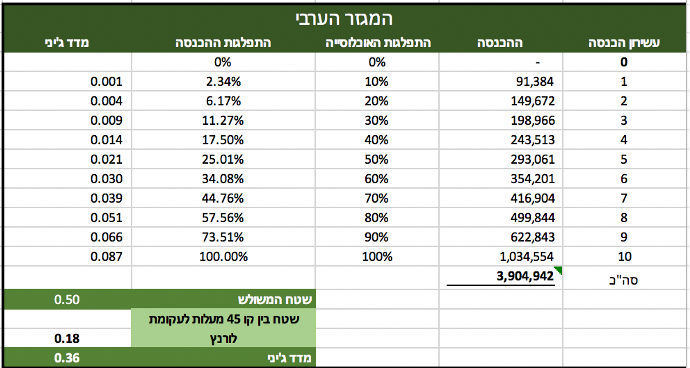 המגזר הערבי
עשירון הכנסה ההכנסה התפלגות האוכלוסייה התפלגות ההכנסה מדד ג'יני
0 - 0% 0%
1 91,384 10% 2.34% 0.001
2 149,672 20% 6.17% 0.004
3 198,966 30% 11.27% 0.009
4 243,513 40% 17.50% 0.014
5 293,061 50% 25.01% 0.021
6 354,201 60% 34.08% 0.030
7 416,904 70% 44.76% 0.039
8 499,844 80% 57.56% 0.051
9 622,843 90% 73.51% 0.066
10 1,034,554 100% 100.00% 0.087
סה"כ 3,904,942
שטח המשולש 0.50
שטח בין קו 45 מעלות לעקומת
לורנץ 0.18
מדד ג'יני 0.36